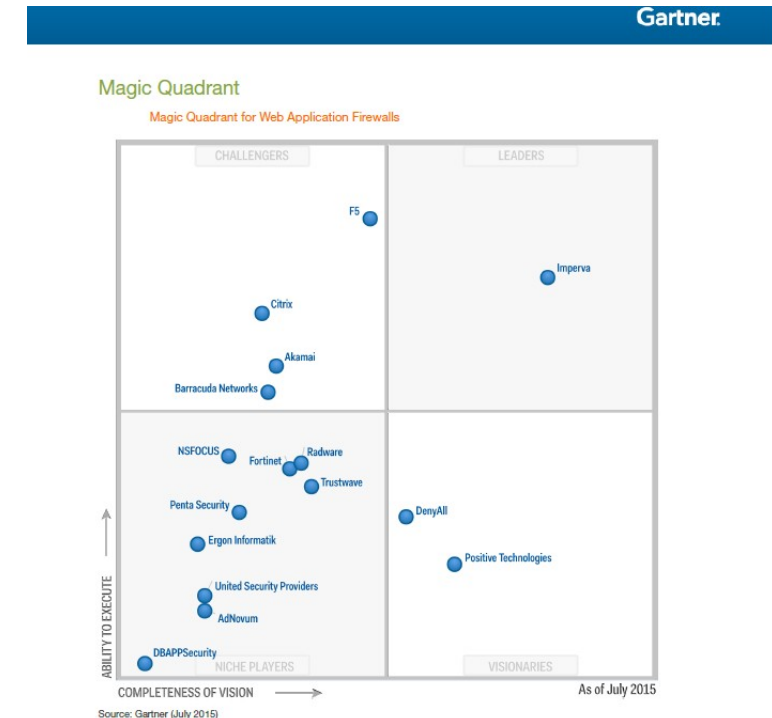 Gartner.
Magic Quadrant
Magic Quadrant for Web Application Firewalls
CHALLENGERS
LEADERS
F5
Imperva
Citrix
Akamai
Barracuda Networks
NSFOCUS
Fortinet
Radware
Trustwave
Penta Security
DenyAll
Ergon Informatik
Positive Technologies
United Security Providers
AdNovum
DBAPPSecurity
NICHE PLAYERS
VISIONARIES
ABILITY TO EXECUTE
COMPLETENESS OF VISION
As of July 2015
Source: Gartner (July 2015)